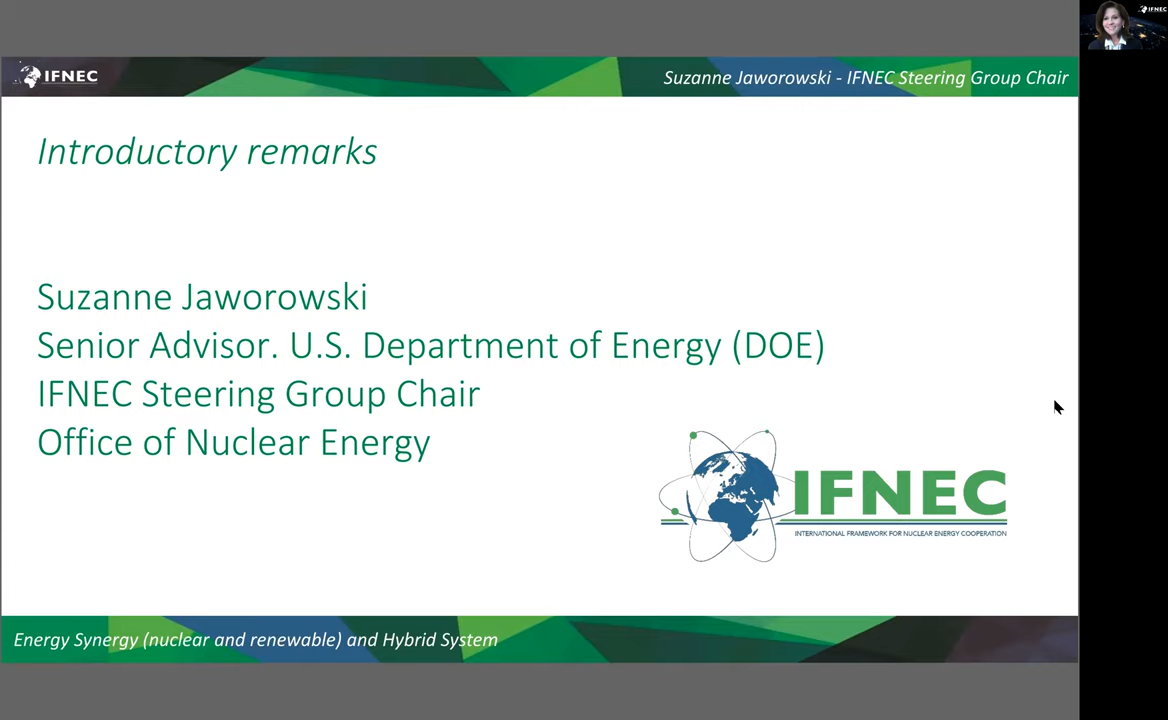 IFNEC
IFNEC
Suzanne Jaworowski - IFNEC Steering Group Chair
Introductory remarks
Suzanne Jaworowski
Senior Advisor. U.S. Department of Energy (DOE)
IFNEC Steering Group Chair
Office of Nuclear Energy
IFNEC
INTERNATIONAL FRAMEWORK FOR NUCLEAR ENERGY COOPERATION
Energy Synergy (nuclear and renewable) and Hybrid System